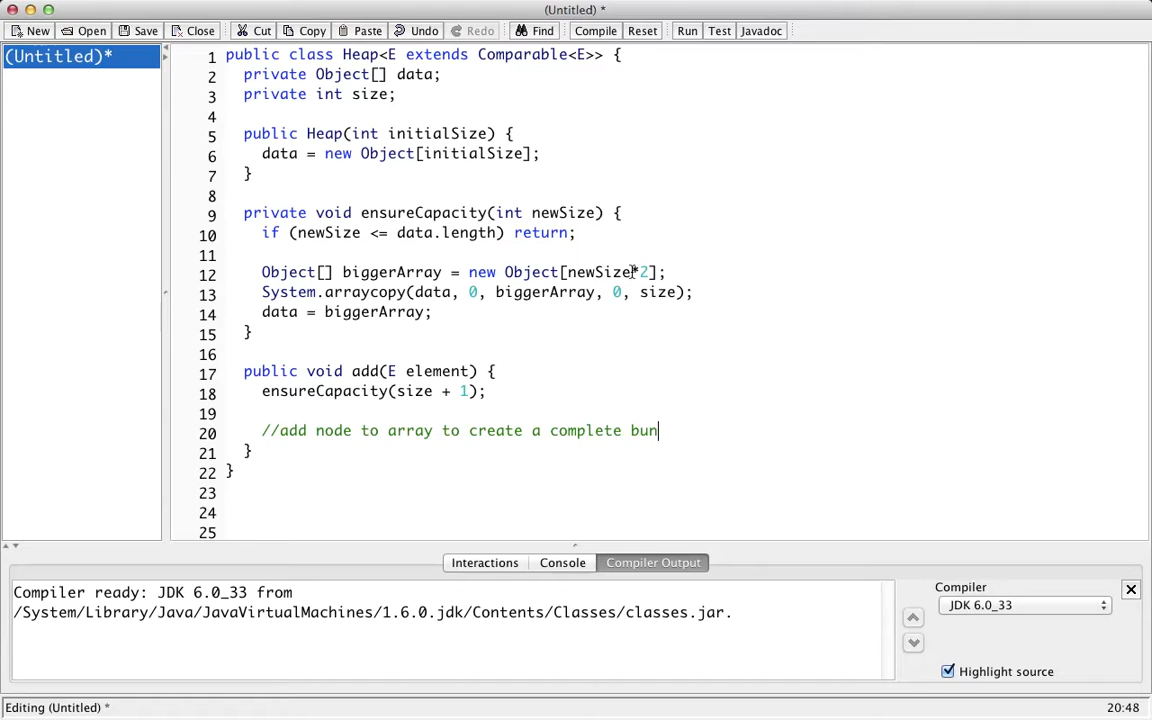 (Untitled) *
New Open Save Close Cut Copy Paste Undo Redo Find Compile Reset Run Test Javadoc
(Untitled)*
1 public class Heap<E extends Comparable<E>> {
2 private Object[] data;
3 private int size;
4
5 public Heap(int initialSize) {
6 data = new Object[initialSize];
7 }
8
9 private void ensureCapacity(int newSize) {
10 if (newSize <= data.length) return;
11
12 Object[] biggerArray = new Object[newSize*2];
13 System.arraycopy(data, 0, biggerArray, 0, size);
14 data = biggerArray;
15 }
16
17 public void add(E element) {
18 ensureCapacity(size + 1);
19
20 //add node to array to create a complete bun
21 }
22 }
23
24
25
Interactions Console Compiler Output
Compiler ready: JDK 6.0_33 from
/System/Library/Java/JavaVirtualMachines/1.6.0.jdk/Contents/Classes/classes.jar.
Compiler
JDK 6.0_33
Highlight source
Editing (Untitled) * 20:48